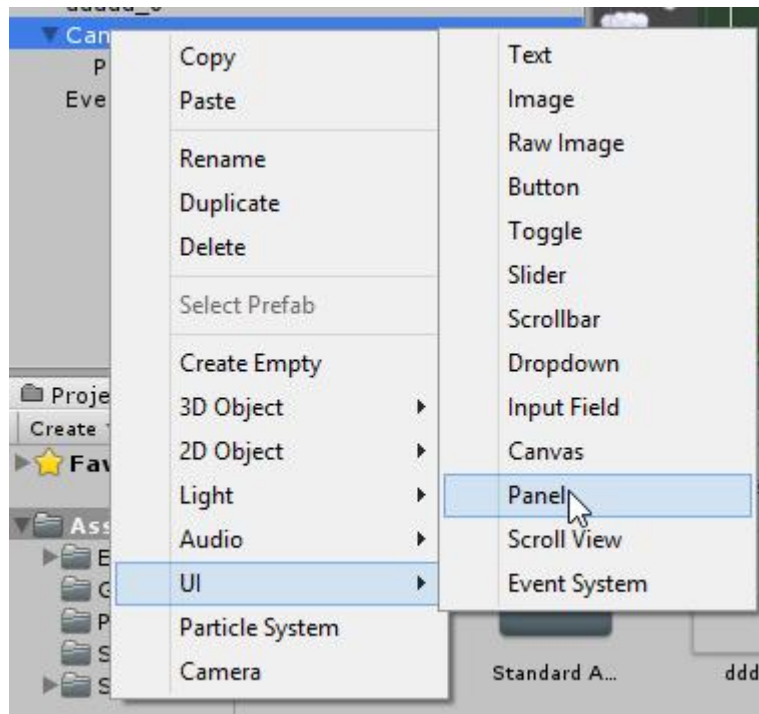 Can
P
Eve
Copy
Paste
Rename
Duplicate
Delete
Select Prefab
Create Empty
3D Object
2D Object
Light
Audio
UI
Particle System
Camera
Text
Image
Raw Image
Button
Toggle
Slider
Scrollbar
Dropdown
Input Field
Canvas
Panel
Scroll View
Event System
Proje
Create
Fav
Ass
E
G
P
S
S
Standard A...
ddd